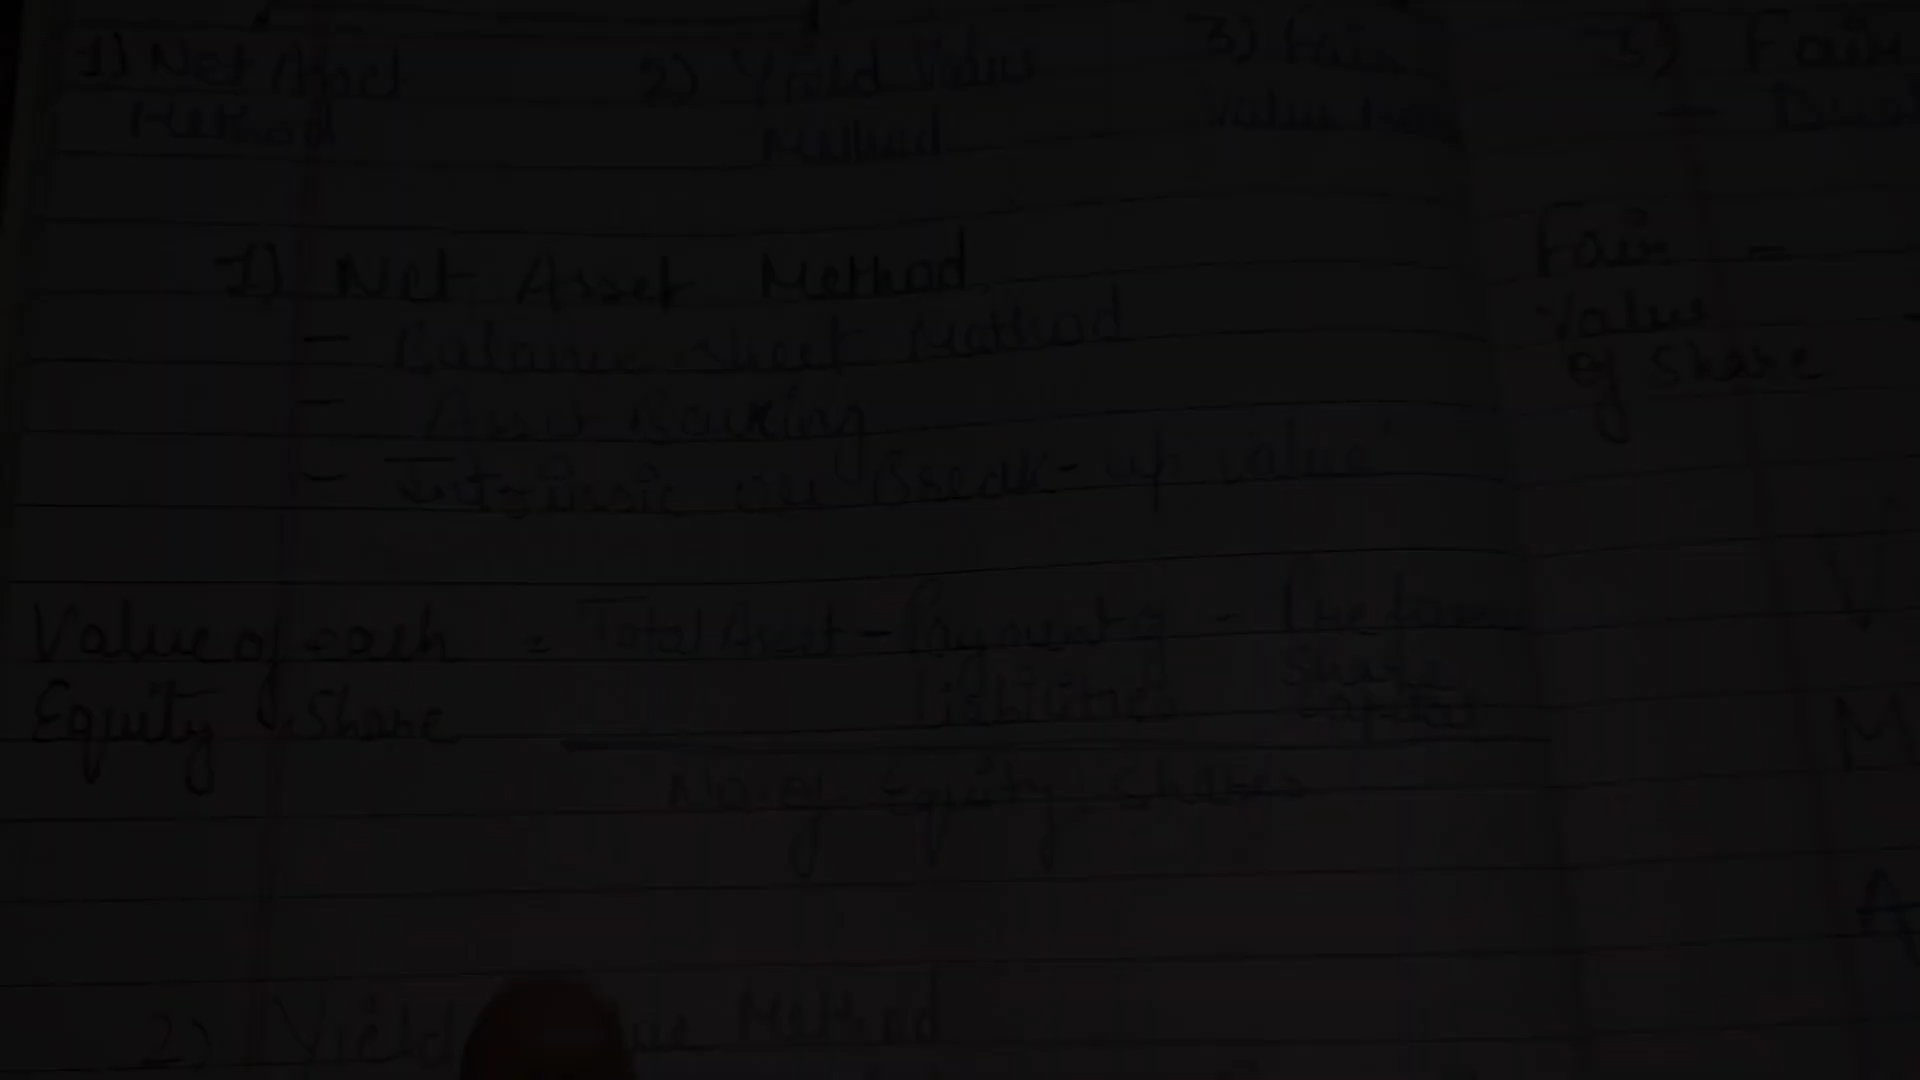 1) Net Asset
Method
2) Yield Value
Method
3) Fair
Value
1) Net Asset Method
- Balance sheet Method
- Asset Backing
- Intrinsic or Break-up value
Value of each = Total Asset - Payment - Preference
Equity Share Liabilities Share
Capital
No of Equity Shares
2) Yield Method
3) Fair
Fair =
Value
of Share